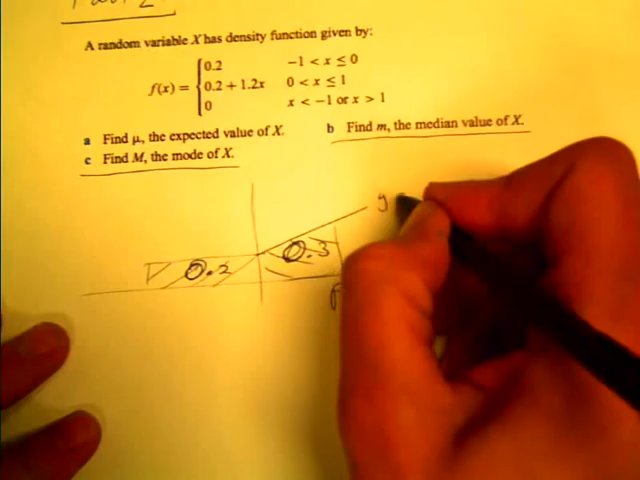 A random variable X has density function given by:
f(x) = { 0.2 −1 < x ≤ 0
0.2 + 1.2x 0 < x ≤ 1
0 x < −1 or x > 1
a Find μ, the expected value of X. b Find m, the median value of X.
c Find M, the mode of X.
y
0.2 0.3